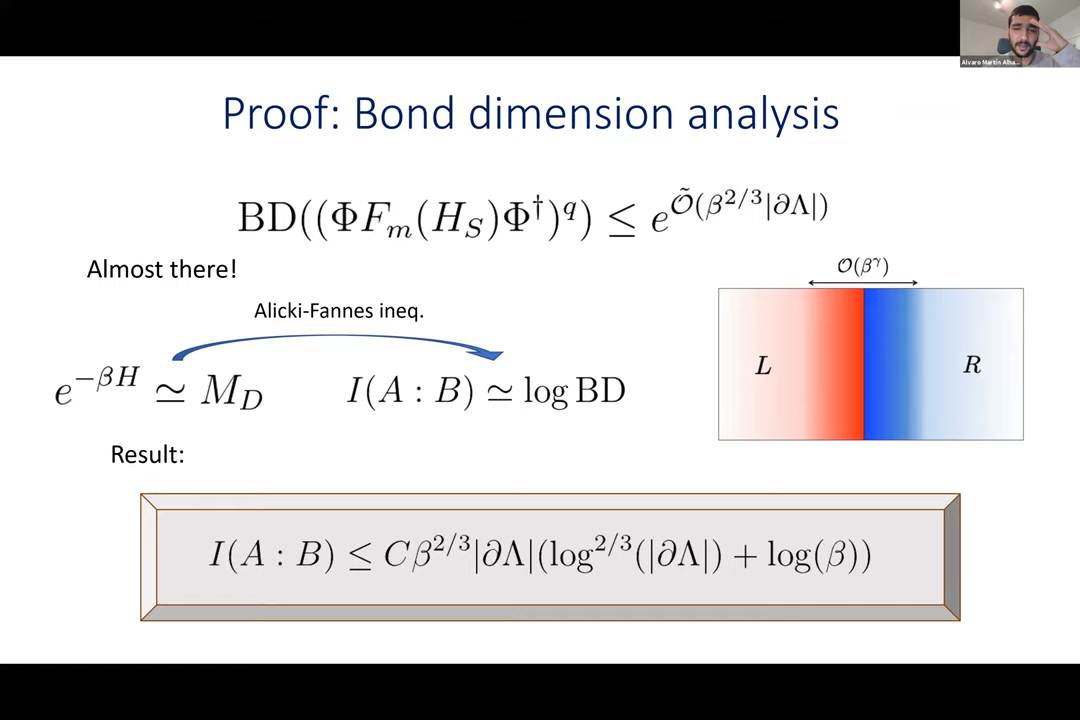 Alvaro Martín Alha...
Proof: Bond dimension analysis
BD((ΦF_m(H_S)Φ†)^q) ≤ e^{Õ(β^{2/3}|∂Λ|)}
Almost there!
O(β^γ)
Alicki-Fannes ineq.
L R
e^{-βH} ≃ M_D I(A : B) ≃ log BD
Result:
I(A : B) ≤ Cβ^{2/3}|∂Λ|(log^{2/3}(|∂Λ|) + log(β))